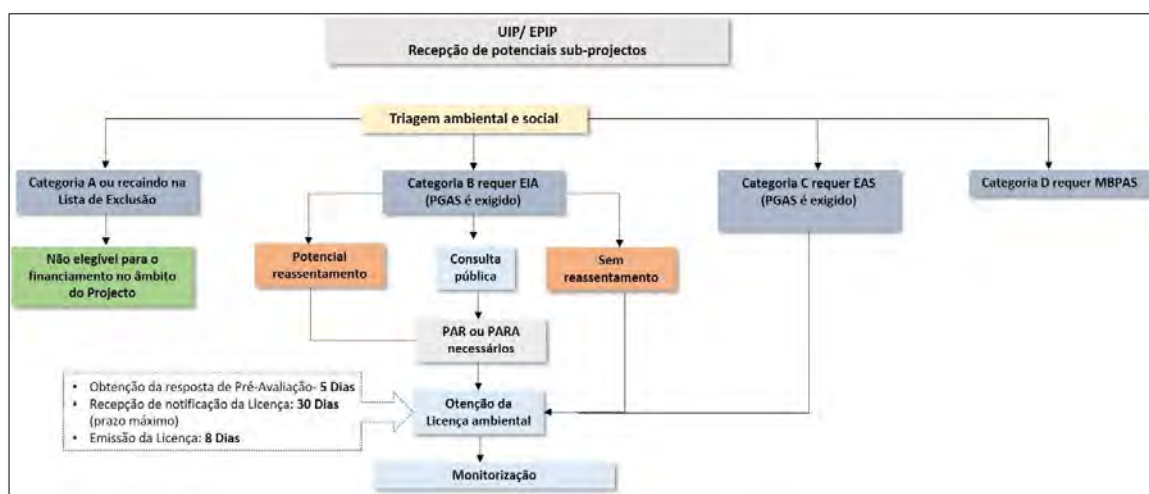 UIP/ EPIP
Recepção de potenciais sub-projectos
Triagem ambiental e social
Categoria A ou recaindo na
Lista de Exclusão
Categoria B requer EIA
(PGAS é exigido)
Categoria C requer EAS
(PGAS é exigido)
Categoria D requer MBPAS
Não elegível para o
financiamento no âmbito
do Projecto
Potencial
reassentamento
Consulta
pública
Sem
reassentamento
PAR ou PARA
necessários
• Obtenção da resposta de Pré-Avaliação- 5 Dias
• Recepção de notificação da Licença: 30 Dias
(prazo máximo)
• Emissão da Licença: 8 Dias
Otenção da
Licença ambiental
Monitorização